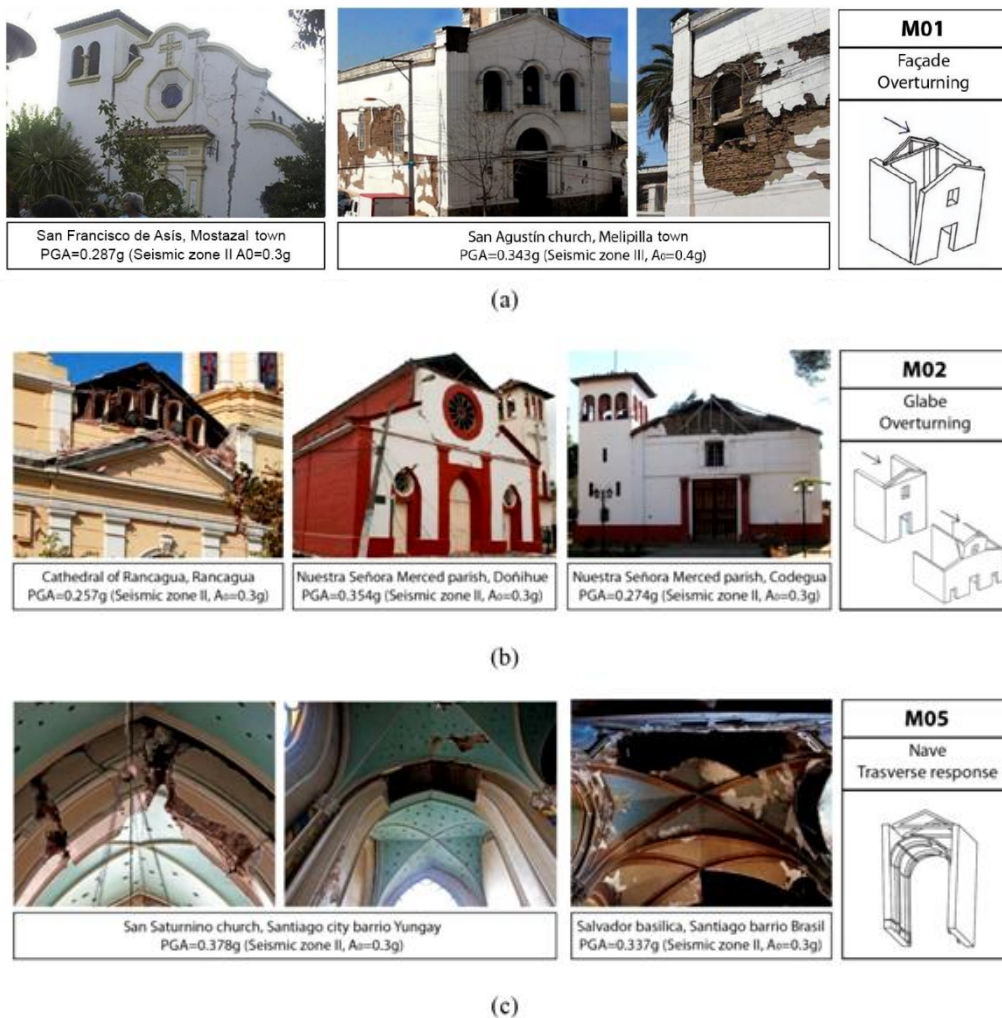 M01
Façade
Overturning
San Francisco de Asís, Mostazal town
PGA=0.287g (Seismic zone II A0=0.3g
San Agustín church, Melipilla town
PGA=0.343g (Seismic zone III, A₀=0.4g)
(a)
M02
Glabe
Overturning
Cathedral of Rancagua, Rancagua
PGA=0.257g (Seismic zone II, A₀=0.3g)
Nuestra Señora Merced parish, Doñihue
PGA=0.354g (Seismic zone II, A₀=0.3g)
Nuestra Señora Merced parish, Codegua
PGA=0.274g (Seismic zone II, A₀=0.3g)
(b)
M05
Nave
Trasverse response
San Saturnino church, Santiago city barrio Yungay
PGA=0.378g (Seismic zone II, A₀=0.3g)
Salvador basilica, Santiago barrio Brasil
PGA=0.337g (Seismic zone II, A₀=0.3g)
(c)